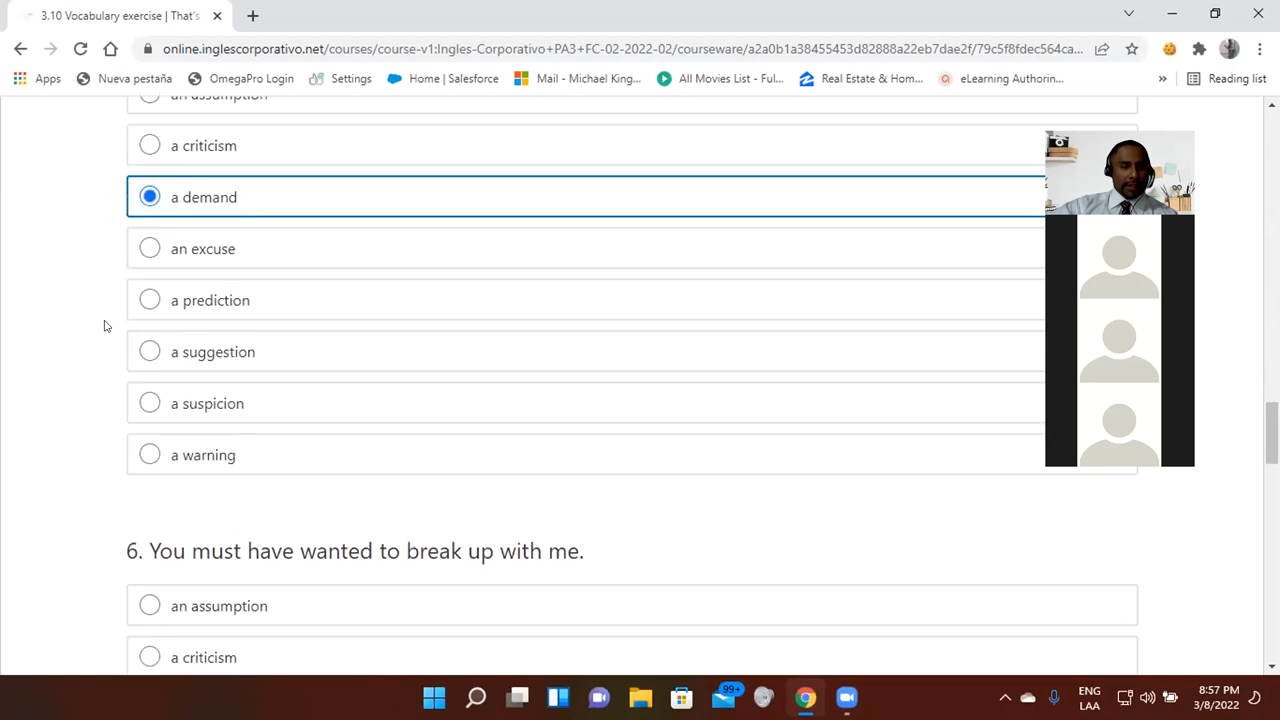 3.10 Vocabulary exercise | That's
online.inglescorporativo.net/courses/course-v1:Ingles-Corporativo+PA3+FC-02-2022-02/courseware/a2a0b1a38455453d82888a22eb7dae2f/79c5f8fdec564ca...
Apps Nueva pestaña OmegaPro Login Settings Home | Salesforce Mail - Michael King... All Movies List - Ful... Real Estate & Hom... eLearning Authorin... » Reading list
an assumption
a criticism
a demand
an excuse
a prediction
a suggestion
a suspicion
a warning
6. You must have wanted to break up with me.
an assumption
a criticism
99+
ENG
LAA
8:57 PM
3/8/2022